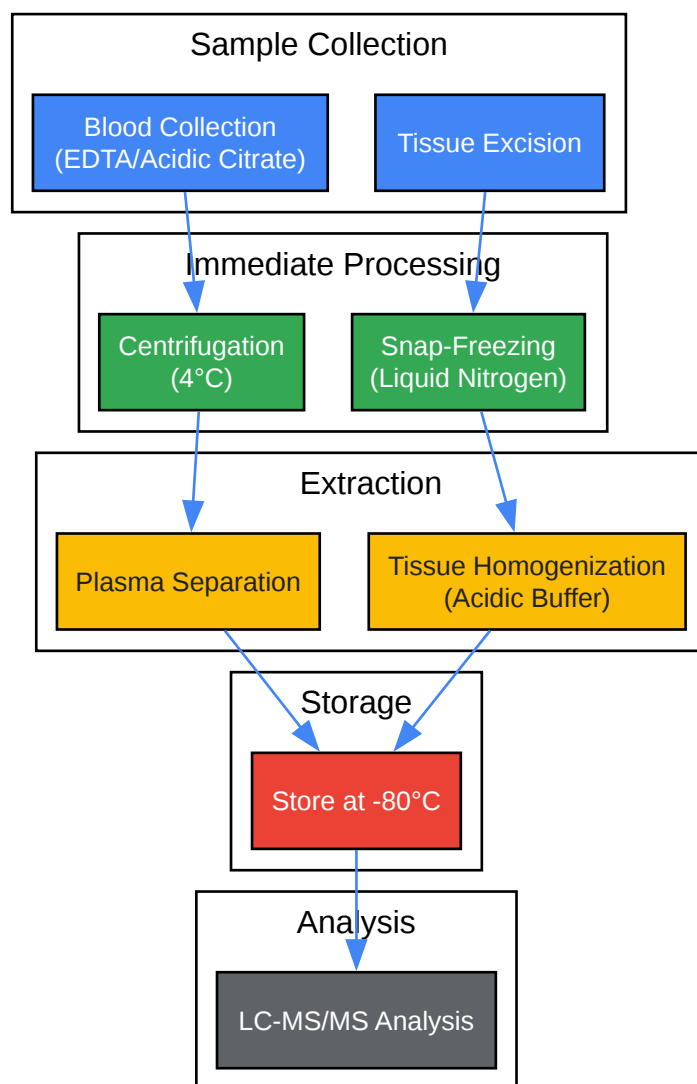 Sample Collection
Blood Collection
(EDTA/Acidic Citrate)
Tissue Excision
Immediate Processing
Centrifugation
(4°C)
Snap-Freezing
(Liquid Nitrogen)
Extraction
Plasma Separation
Tissue Homogenization
(Acidic Buffer)
Storage
Store at -80°C
Analysis
LC-MS/MS Analysis